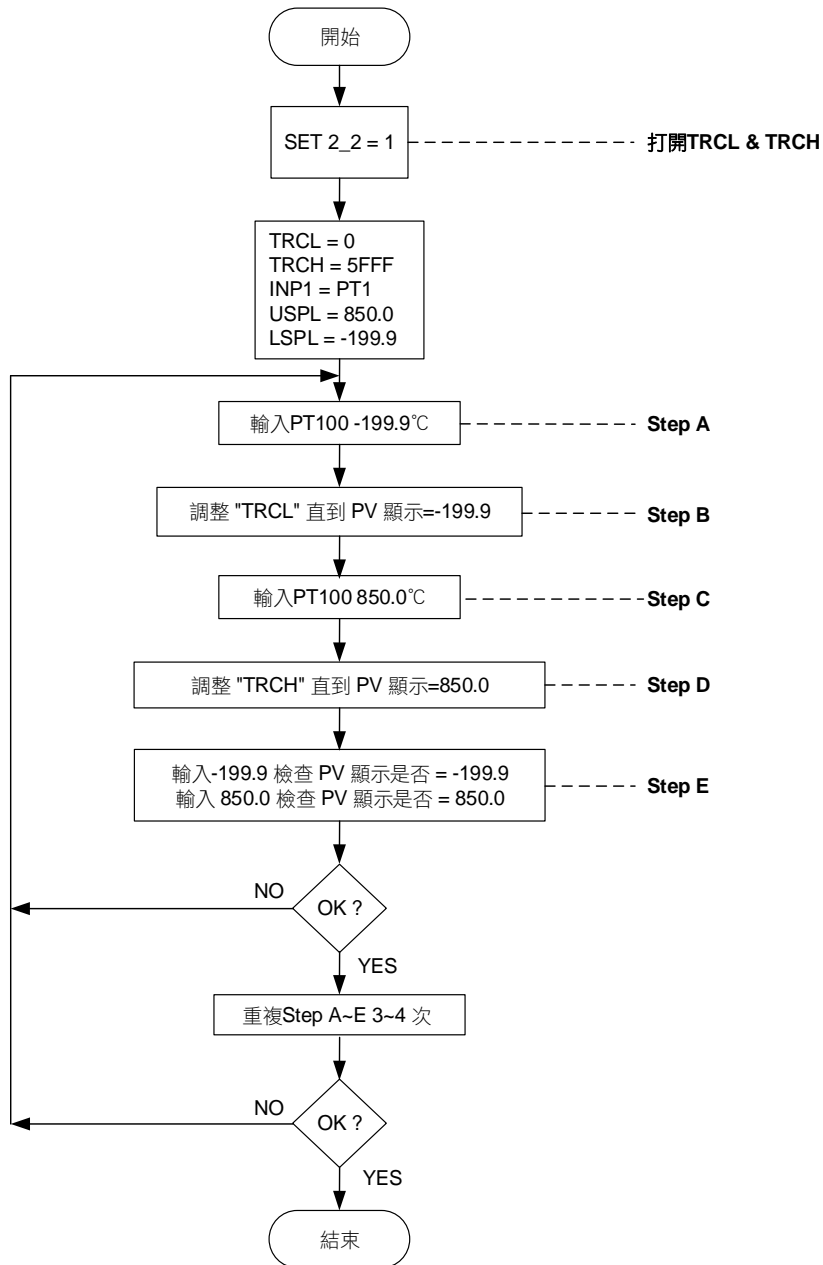 開始
SET 2_2 = 1
打開TRCL & TRCH
TRCL = 0
TRCH = 5FFF
INP1 = PT1
USPL = 850.0
LSPL = -199.9
輸入PT100 -199.9℃
Step A
調整 "TRCL" 直到 PV 顯示=-199.9
Step B
輸入PT100 850.0℃
Step C
調整 "TRCH" 直到 PV 顯示=850.0
Step D
輸入-199.9 檢查 PV 顯示是否 = -199.9
輸入 850.0 檢查 PV 顯示是否 = 850.0
Step E
NO
OK ?
YES
重複Step A~E 3~4 次
NO
OK ?
YES
結束